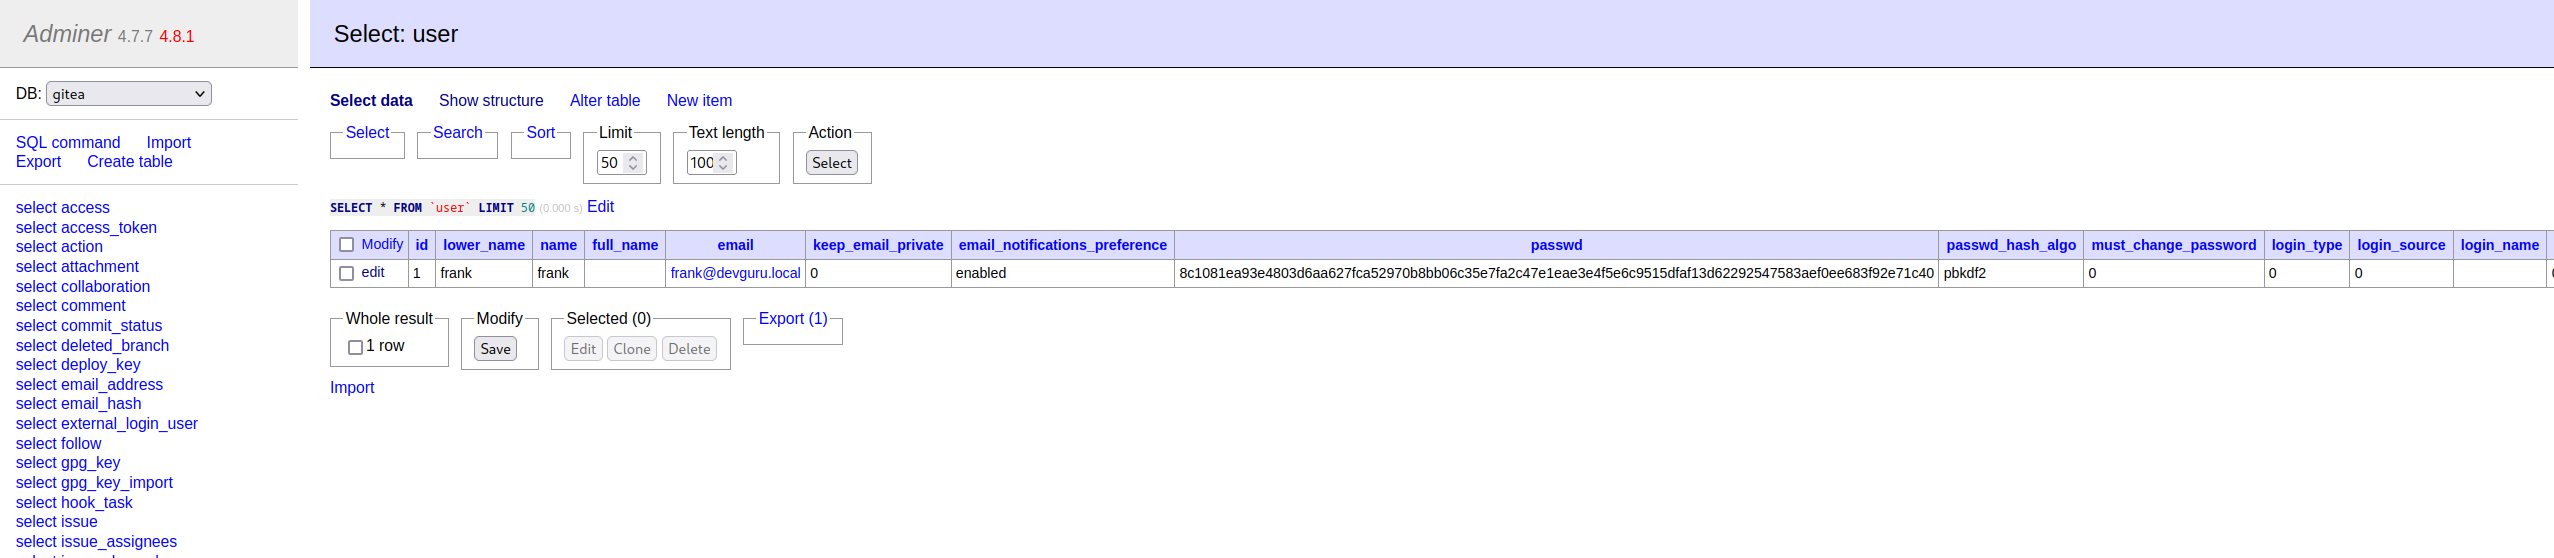 Adminer 4.7.7 4.8.1
DB: gitea
SQL command Import
Export Create table
select access
select access_token
select action
select attachment
select collaboration
select comment
select commit_status
select deleted_branch
select deploy_key
select email_address
select email_hash
select external_login_user
select follow
select gpg_key
select gpg_key_import
select hook_task
select issue
select issue_assignees
Select: user
Select data Show structure Alter table New item
Select Search Sort Limit Text length Action
50 100 Select
SELECT * FROM `user` LIMIT 50 (0.000 s) Edit
Modify id lower_name name full_name email keep_email_private email_notifications_preference passwd passwd_hash_algo must_change_password login_type login_source login_name
edit 1 frank frank frank@devguru.local 0 enabled 8c1081ea93e4803d6aa627fca52970b8bb06c35e7fa2c47e1eae3e4f5e6c9515dfaf13d62292547583aef0ee683f92e71c40 pbkdf2 0 0 0
Whole result Modify Selected (0) Export (1)
1 row Save Edit Clone Delete
Import